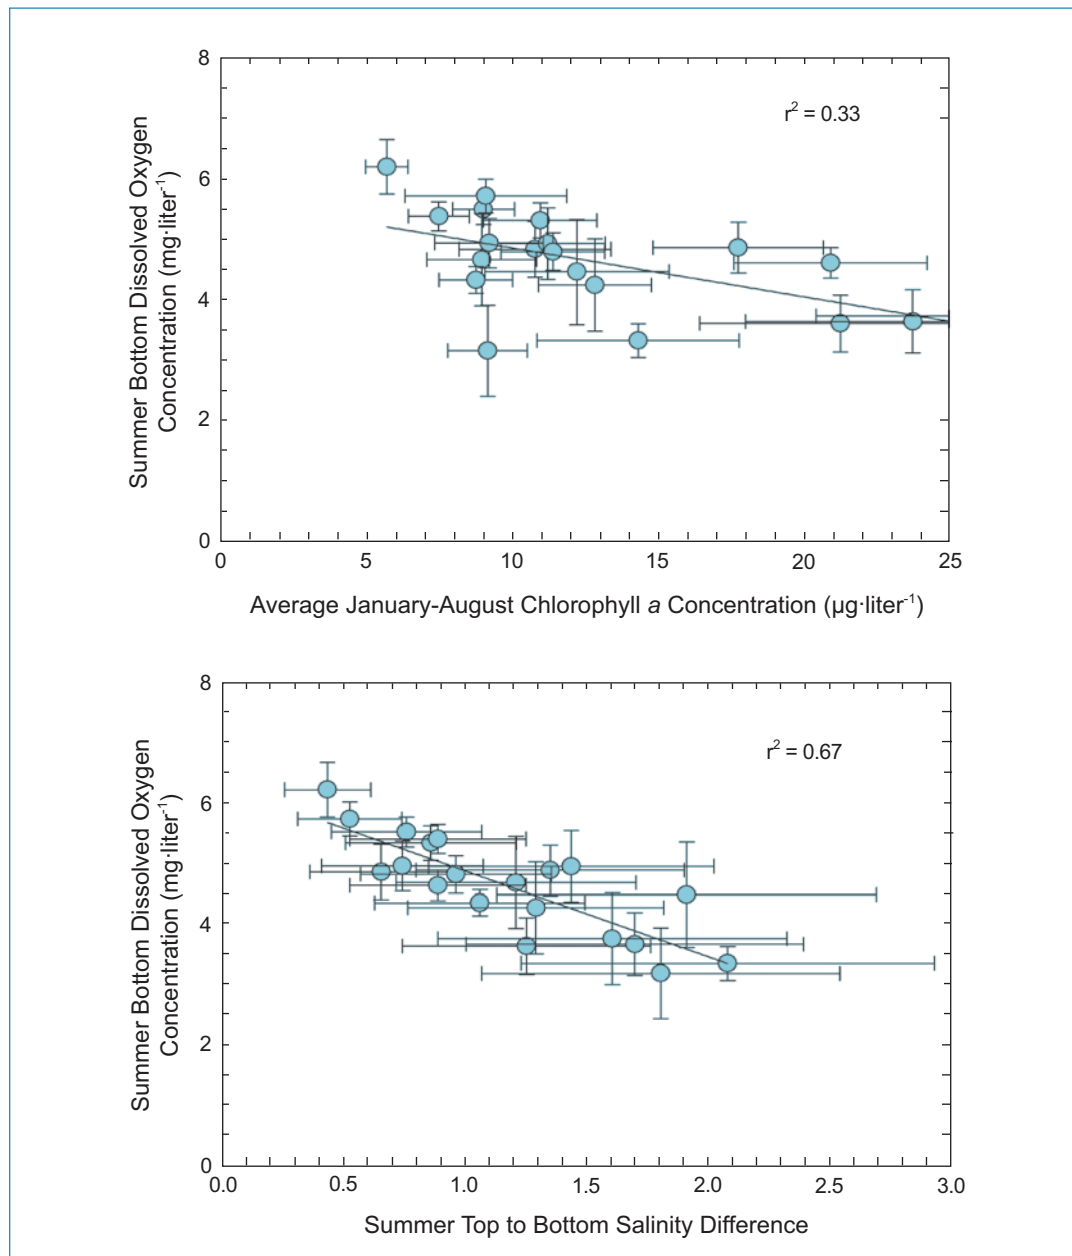 8
6
4
2
0
Summer Bottom Dissolved Oxygen
Concentration (mg·liter⁻¹)
r² = 0.33
0 5 10 15 20 25
Average January-August Chlorophyll a Concentration (µg·liter⁻¹)
8
6
4
2
0
Summer Bottom Dissolved Oxygen
Concentration (mg·liter⁻¹)
r² = 0.67
0.0 0.5 1.0 1.5 2.0 2.5 3.0
Summer Top to Bottom Salinity Difference